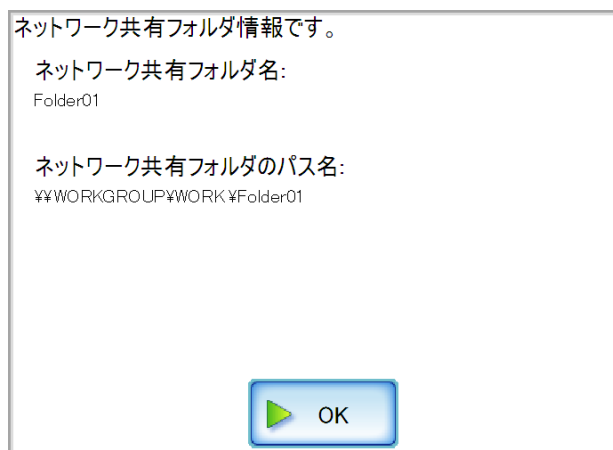 ネットワーク共有フォルダ情報です。
ネットワーク共有フォルダ名:
Folder01
ネットワーク共有フォルダのパス名:
¥¥WORKGROUP¥WORK¥Folder01
OK